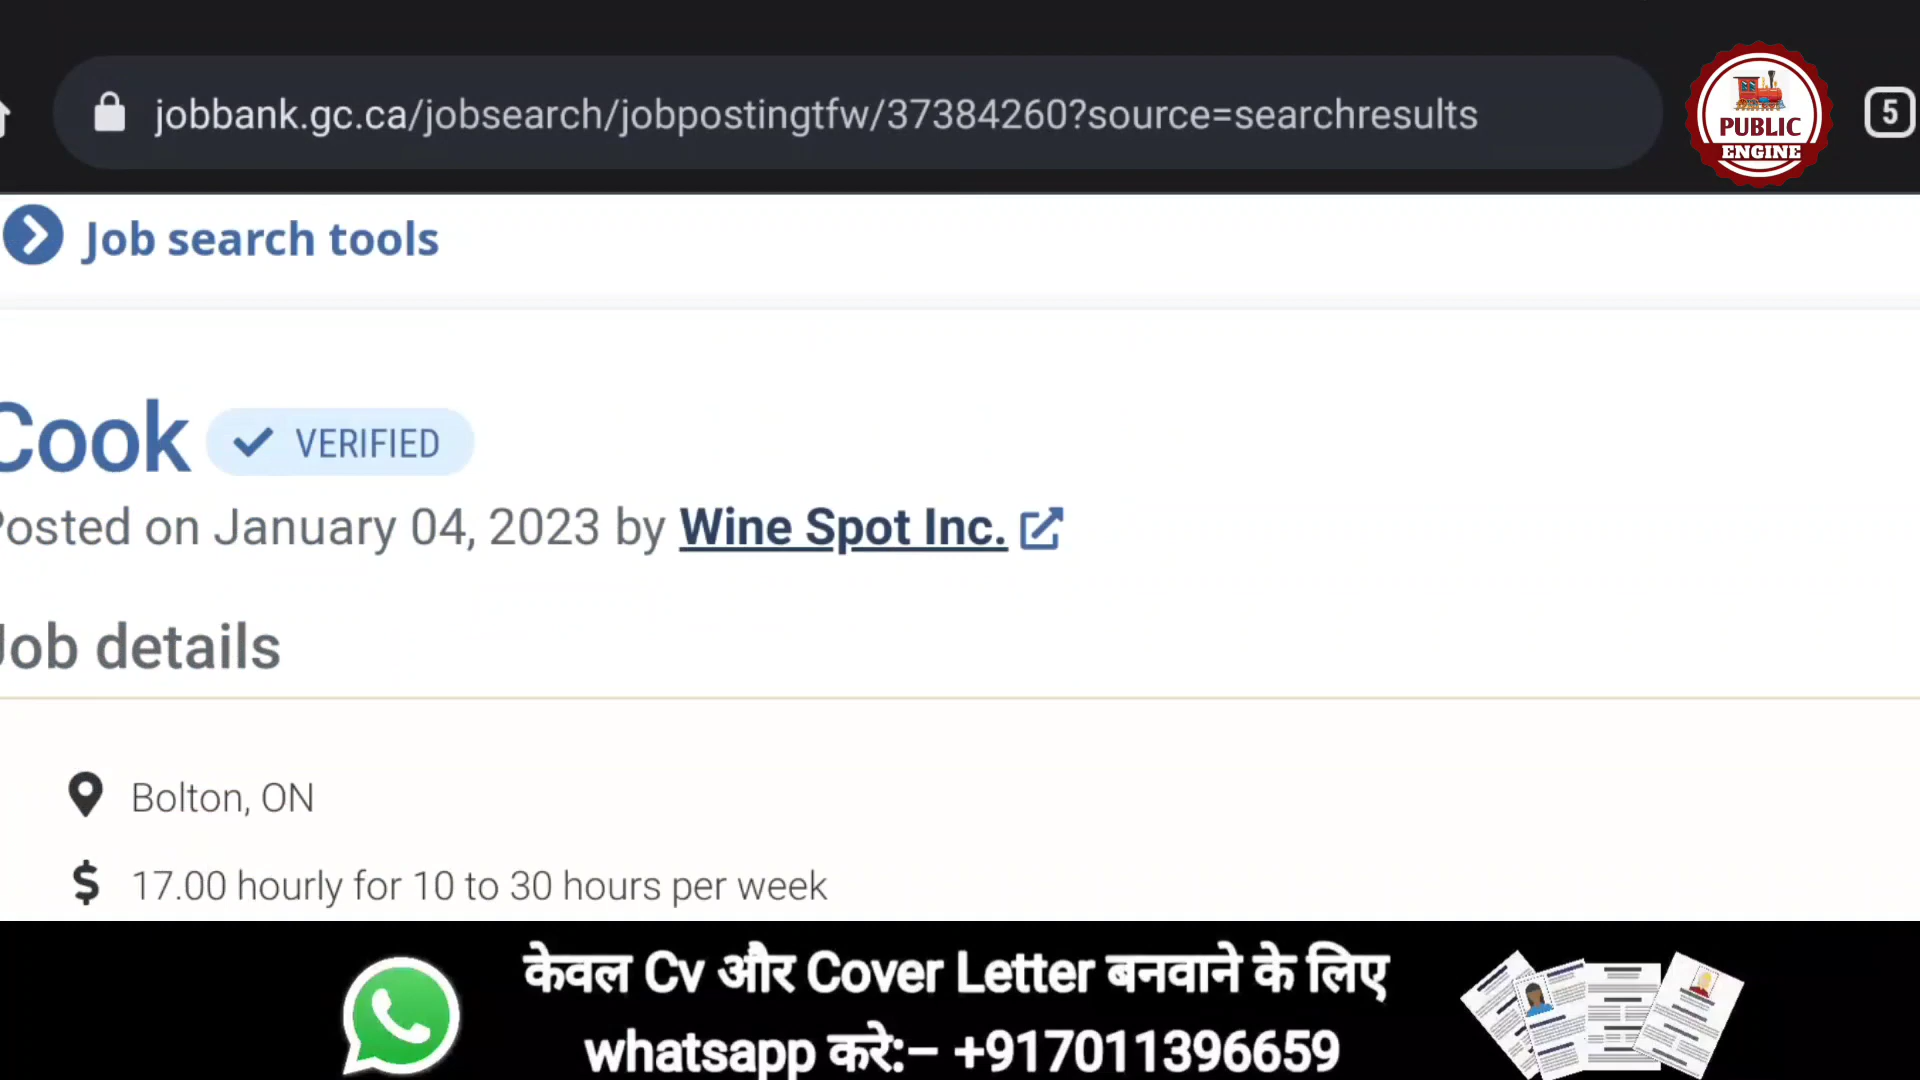 jobbank.gc.ca/jobsearch/jobpostingtfw/37384260?source=searchresults
PUBLIC
ENGINE
5
Job search tools
Cook
VERIFIED
Posted on January 04, 2023 by Wine Spot Inc.
Job details
Bolton, ON
$ 17.00 hourly for 10 to 30 hours per week
केवल Cv और Cover Letter बनवाने के लिए
whatsapp करे:– +917011396659